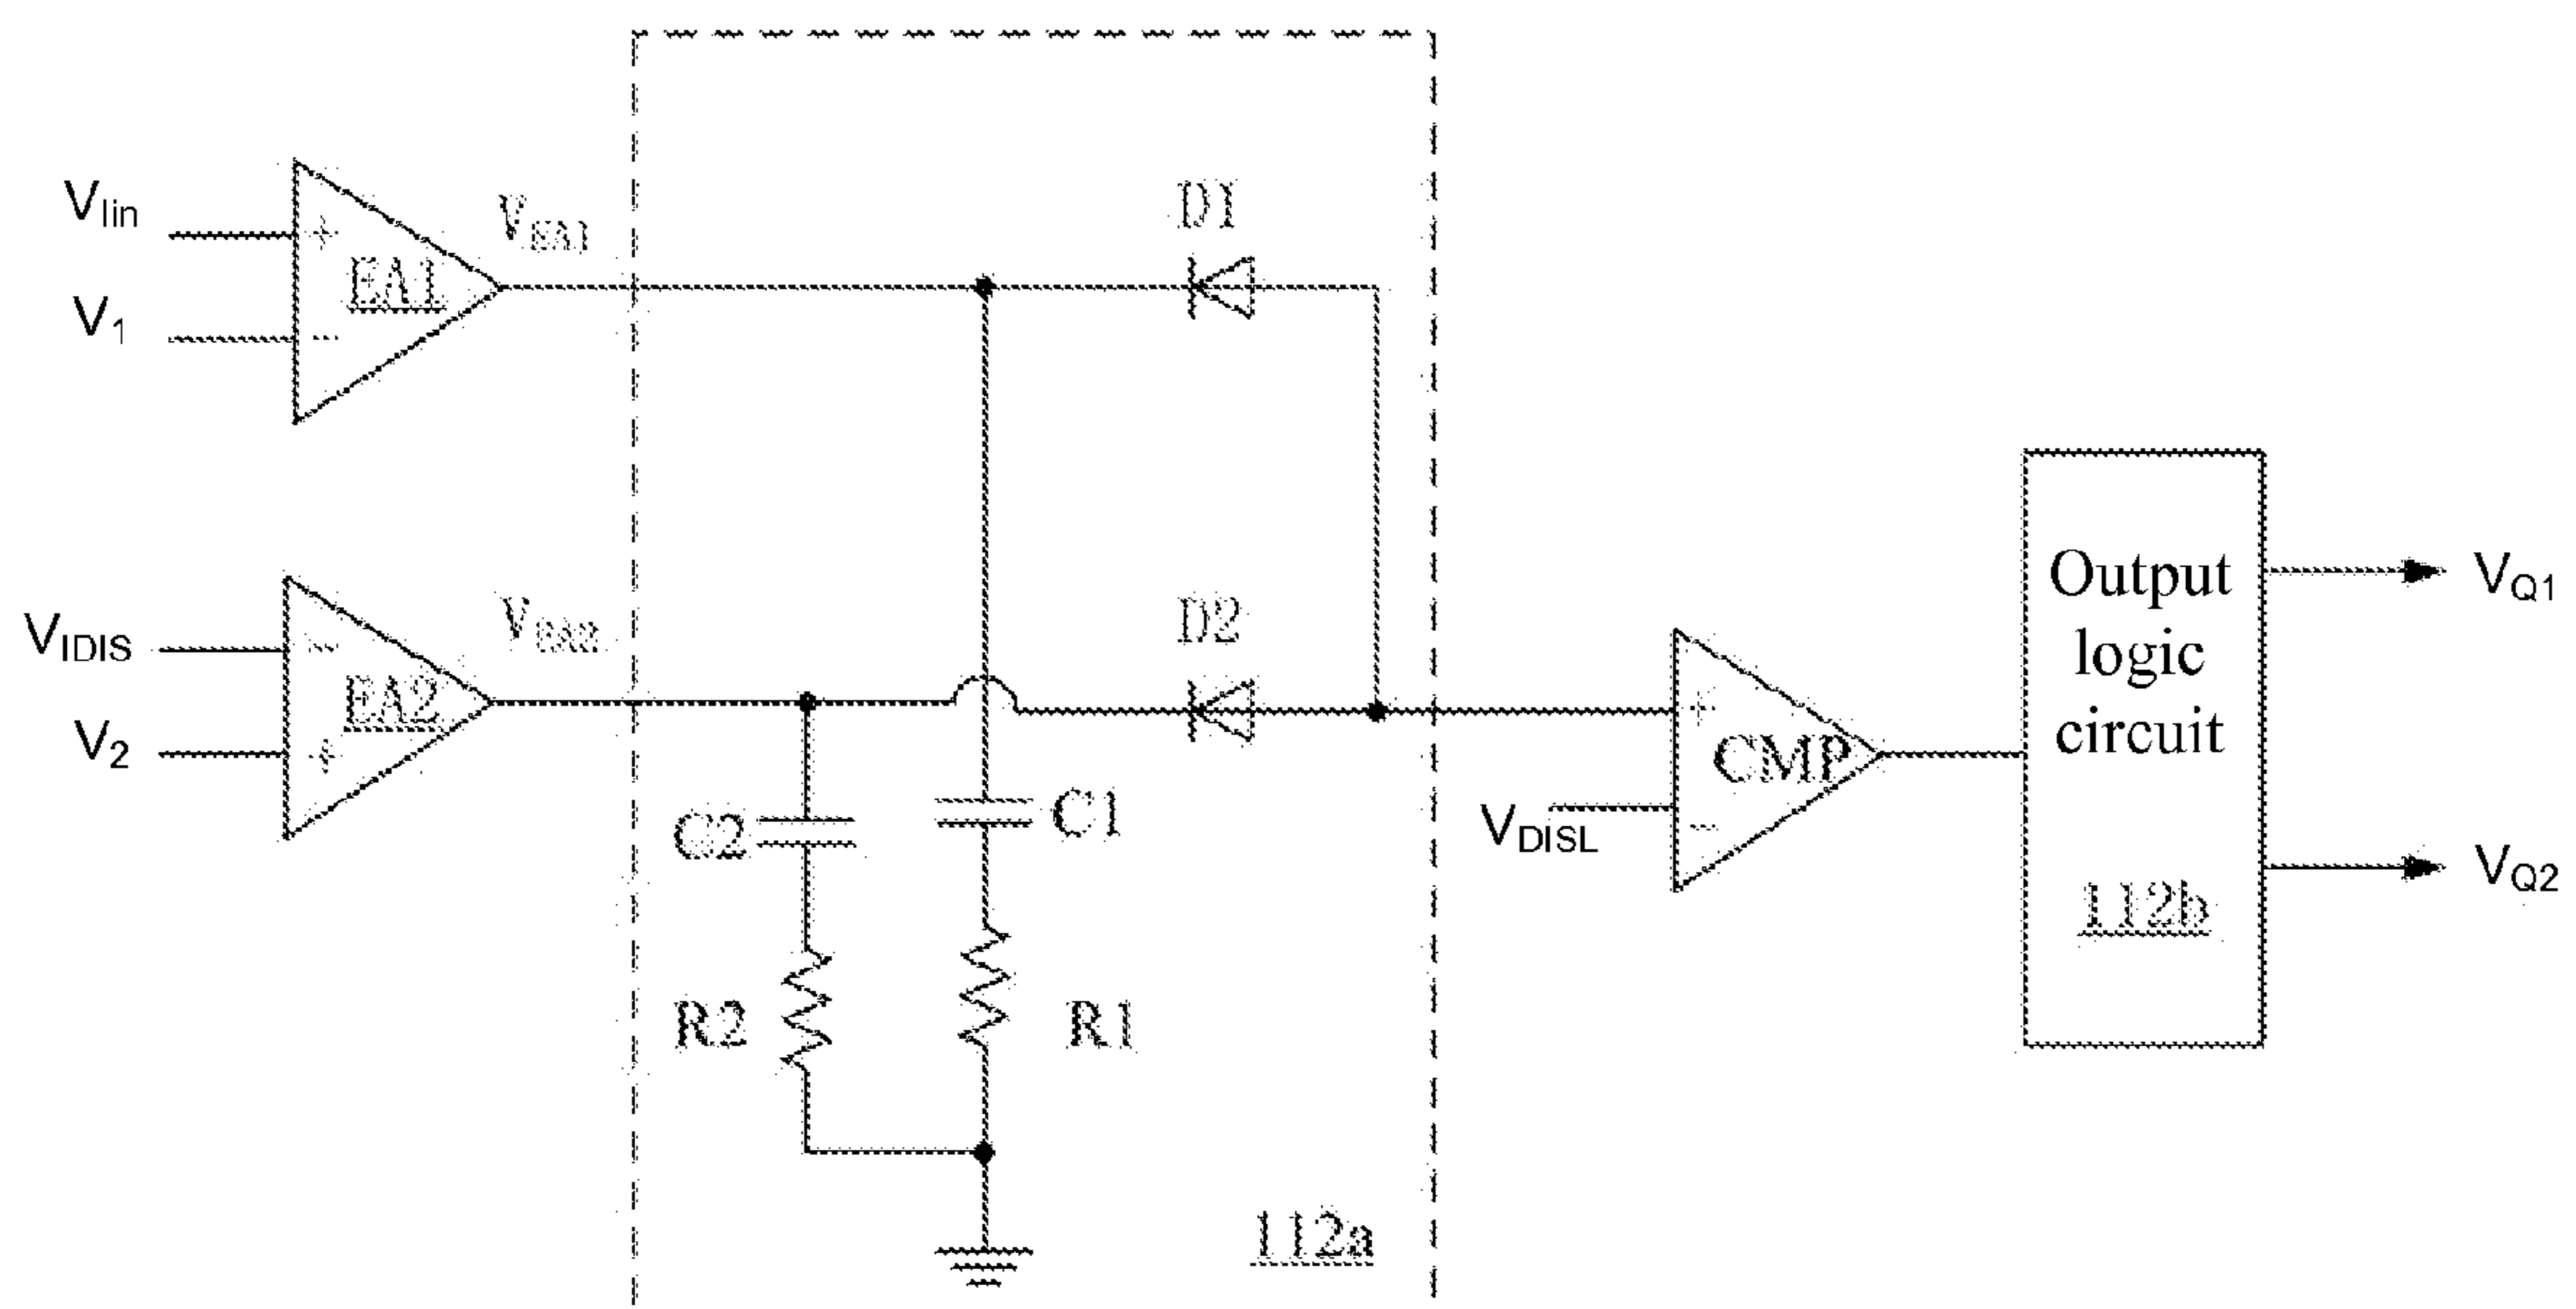 Vlin
+
VEA1
D1
EA1
V1
−
VIDIS
−
VEA2
D2
EA2
V2
+
Output
logic
circuit
VQ1
+
CMP
C2
C1
VDISL
−
VQ2
112b
R2
R1
112a